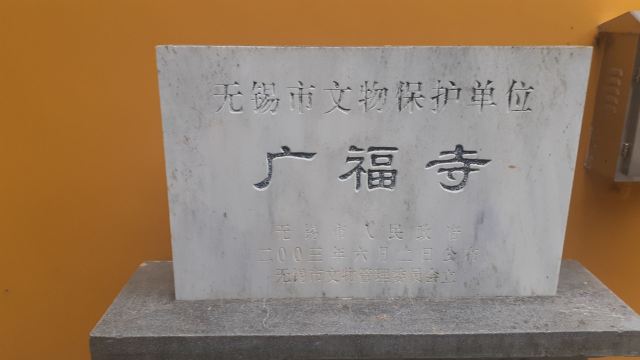 无锡市文物保护单位
广福寺
无锡市人民政府
二〇〇三年六月二日公布
无锡市文物管理委员会立